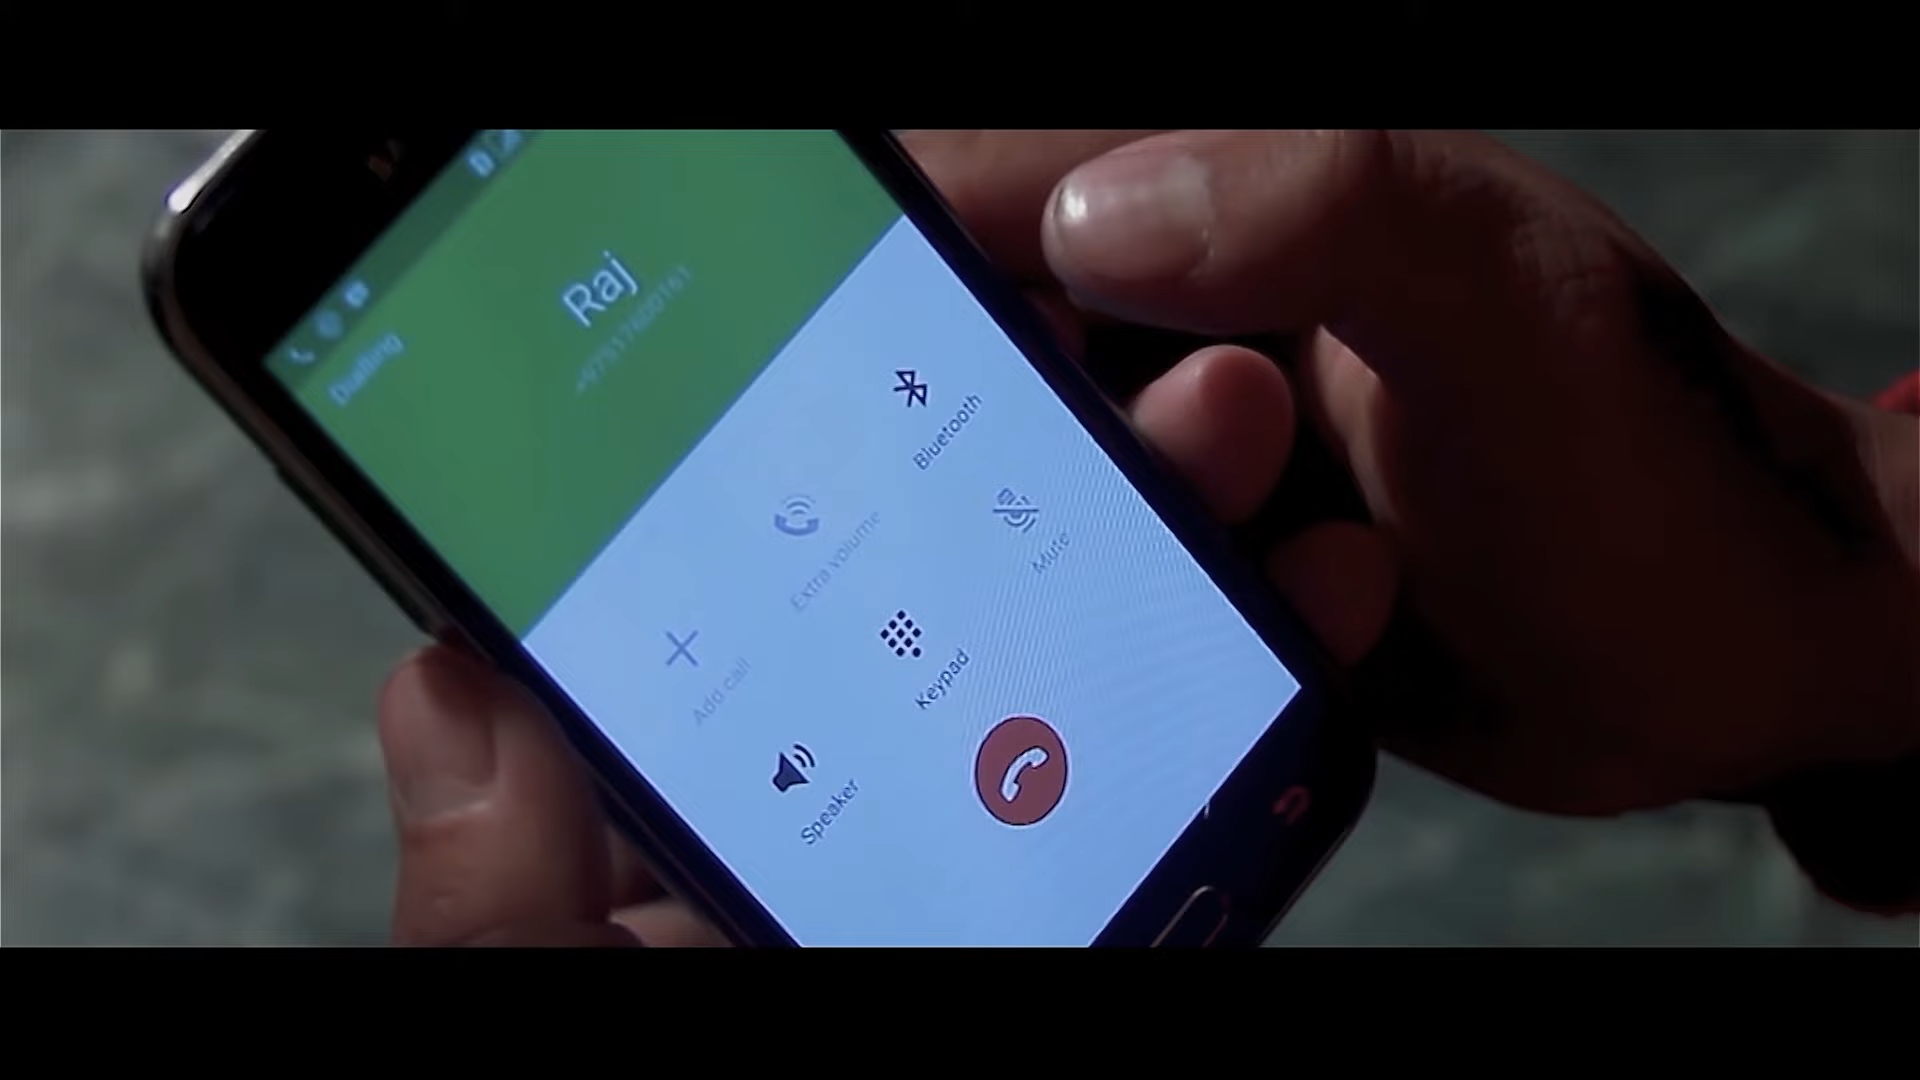 Dialling
Raj
Add call
Extra volume
Bluetooth
Speaker
Keypad
Mute